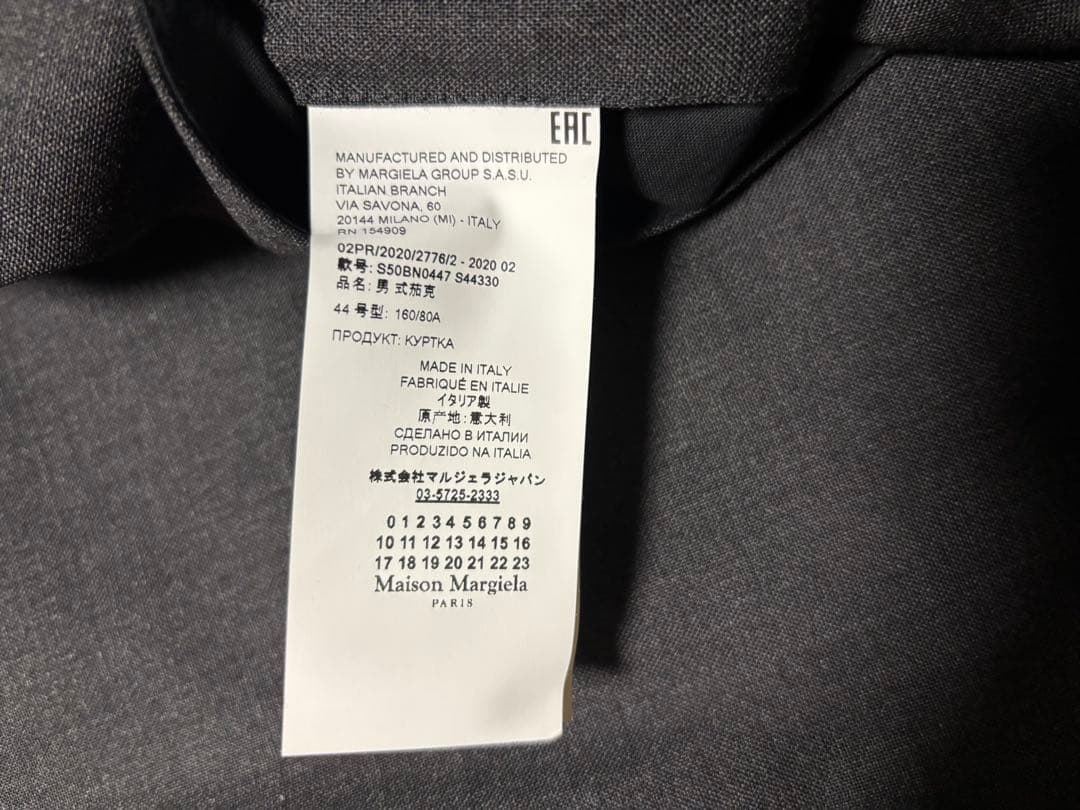 EAC
MANUFACTURED AND DISTRIBUTED
BY MARGIELA GROUP S.A.S.U.
ITALIAN BRANCH
VIA SAVONA, 60
20144 MILANO (MI) - ITALY
RN 154909
02PR/2020/2776/2 - 2020 02
款号: S50BN0447 S44330
品名: 男 式茄克
44 号型: 160/80A
ПРОДУКТ: КУРТКА
MADE IN ITALY
FABRIQUÉ EN ITALIE
イタリア製
原产地: 意大利
СДЕЛАНО В ИТАЛИИ
PRODUZIDO NA ITALIA
株式会社マルジェラジャパン
03-5725-2333
0 1 2 3 4 5 6 7 8 9
10 11 12 13 14 15 16
17 18 19 20 21 22 23
Maison Margiela
PARIS